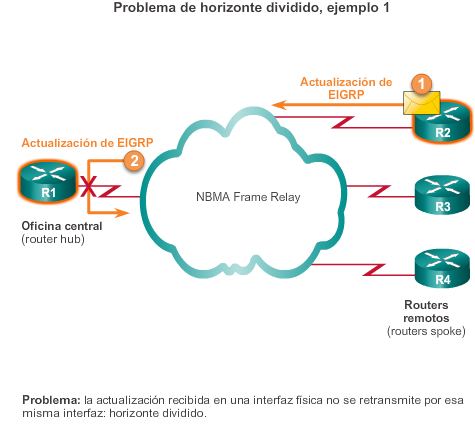 Problema de horizonte dividido, ejemplo 1
1
Actualización de
EIGRP
R2
Actualización de EIGRP
2
R1
NBMA Frame Relay
R3
Oficina central
(router hub)
R4
Routers
remotos
(routers spoke)
Problema: la actualización recibida en una interfaz física no se retransmite por esa
misma interfaz: horizonte dividido.